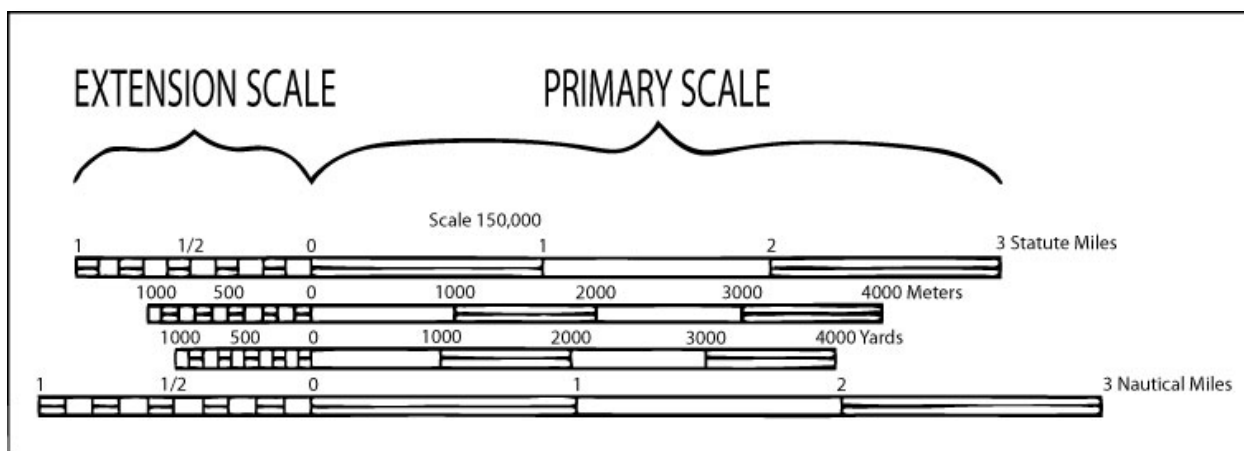 EXTENSION SCALE PRIMARY SCALE
Scale 150,000
1 1/2 0 1 2 3 Statute Miles
1000 500 0 1000 2000 3000 4000 Meters
1000 500 0 1000 2000 3000 4000 Yards
1 1/2 0 1 2 3 Nautical Miles